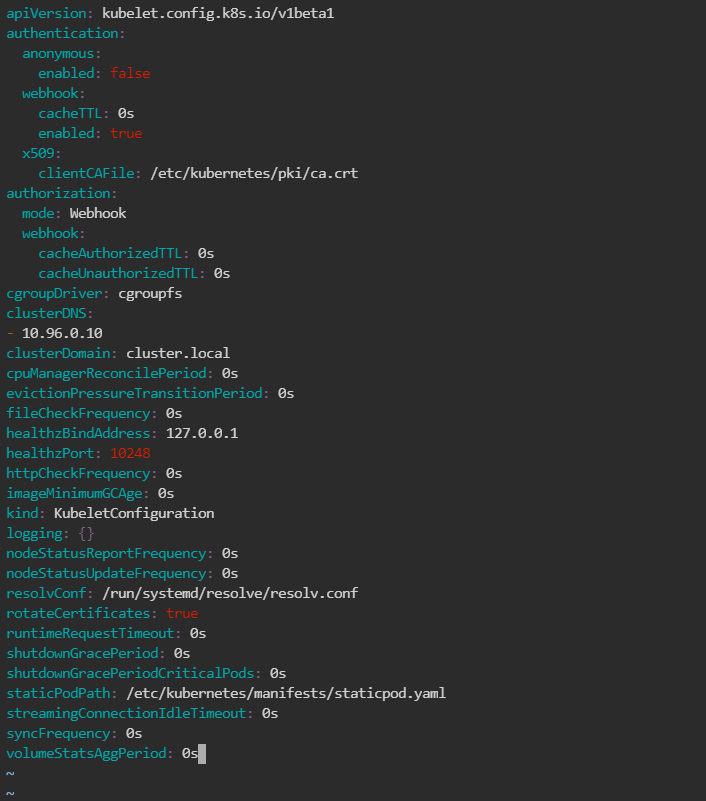 apiVersion: kubelet.config.k8s.io/v1beta1
authentication:
  anonymous:
    enabled: false
  webhook:
    cacheTTL: 0s
    enabled: true
  x509:
    clientCAFile: /etc/kubernetes/pki/ca.crt
authorization:
  mode: Webhook
  webhook:
    cacheAuthorizedTTL: 0s
    cacheUnauthorizedTTL: 0s
cgroupDriver: cgroupfs
clusterDNS:
- 10.96.0.10
clusterDomain: cluster.local
cpuManagerReconcilePeriod: 0s
evictionPressureTransitionPeriod: 0s
fileCheckFrequency: 0s
healthzBindAddress: 127.0.0.1
healthzPort: 10248
httpCheckFrequency: 0s
imageMinimumGCAge: 0s
kind: KubeletConfiguration
logging: {}
nodeStatusReportFrequency: 0s
nodeStatusUpdateFrequency: 0s
resolvConf: /run/systemd/resolve/resolv.conf
rotateCertificates: true
runtimeRequestTimeout: 0s
shutdownGracePeriod: 0s
shutdownGracePeriodCriticalPods: 0s
staticPodPath: /etc/kubernetes/manifests/staticpod.yaml
streamingConnectionIdleTimeout: 0s
syncFrequency: 0s
volumeStatsAggPeriod: 0s
~
~